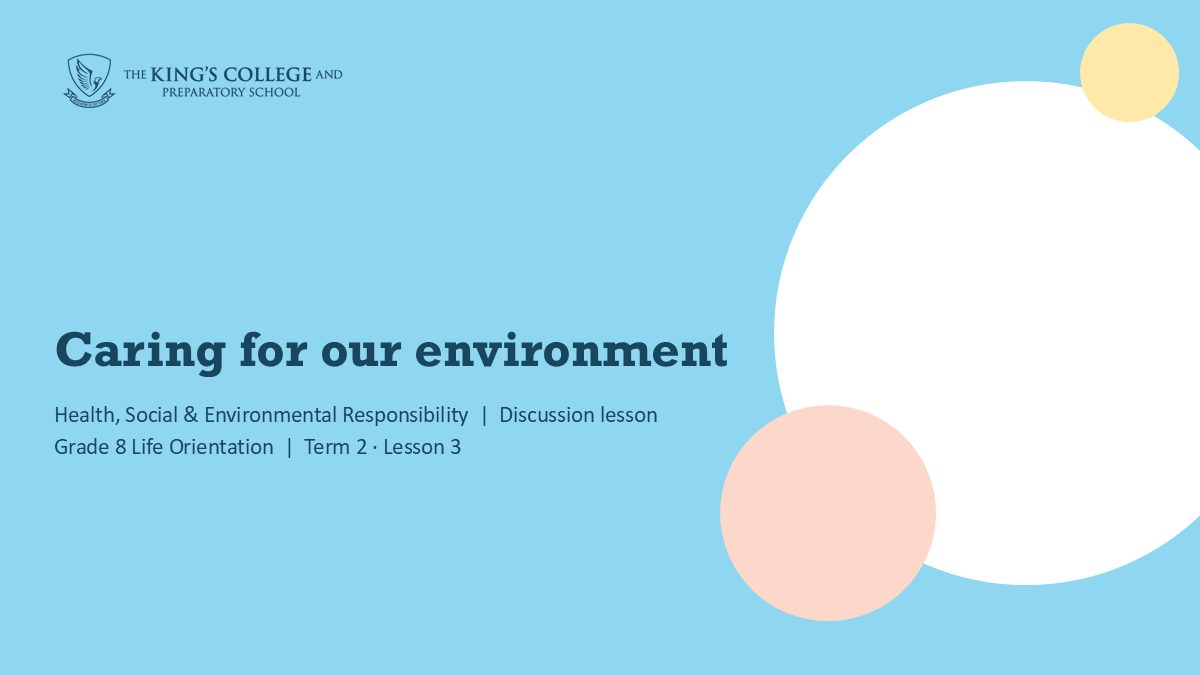 THE KING'S COLLEGE AND
PREPARATORY SCHOOL
Caring for our environment
Health, Social & Environmental Responsibility | Discussion lesson
Grade 8 Life Orientation | Term 2 · Lesson 3